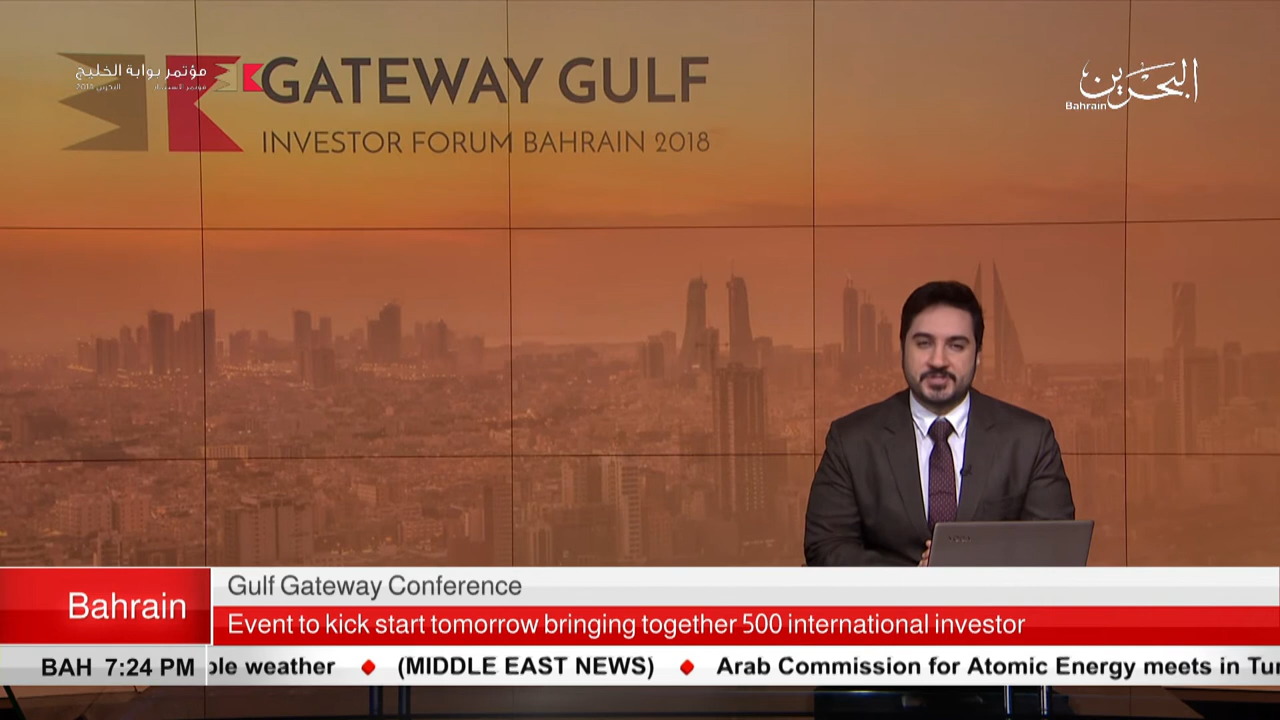 مؤتمر بوابة الخليج
GATEWAY GULF
INVESTOR FORUM BAHRAIN 2018
البحرين
Bahrain
Bahrain
Gulf Gateway Conference
Event to kick start tomorrow bringing together 500 international investor
BAH 7:24 PM
ole weather ♦ (MIDDLE EAST NEWS) ♦ Arab Commission for Atomic Energy meets in Tun